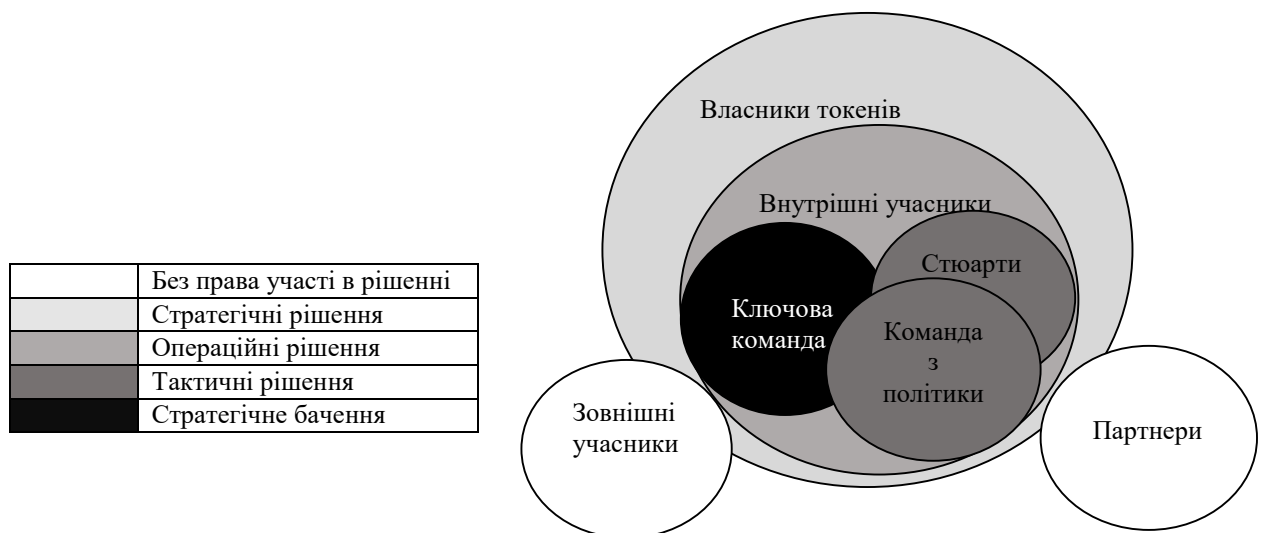 Без права участі в рішенні
Стратегічні рішення
Операційні рішення
Тактичні рішення
Стратегічне бачення
Власники токенів
Внутрішні учасники
Стюарти
Ключова
команда
Команда
з
політики
Зовнішні
учасники
Партнери